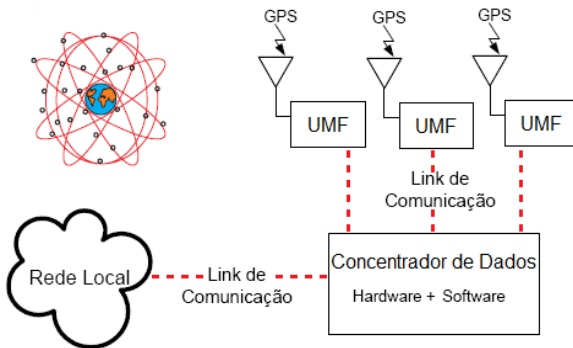 GPS
GPS
GPS
UMF
UMF
UMF
Link de
Comunicação
Concentrador de Dados
Hardware + Software
Link de
Comunicação
Rede Local